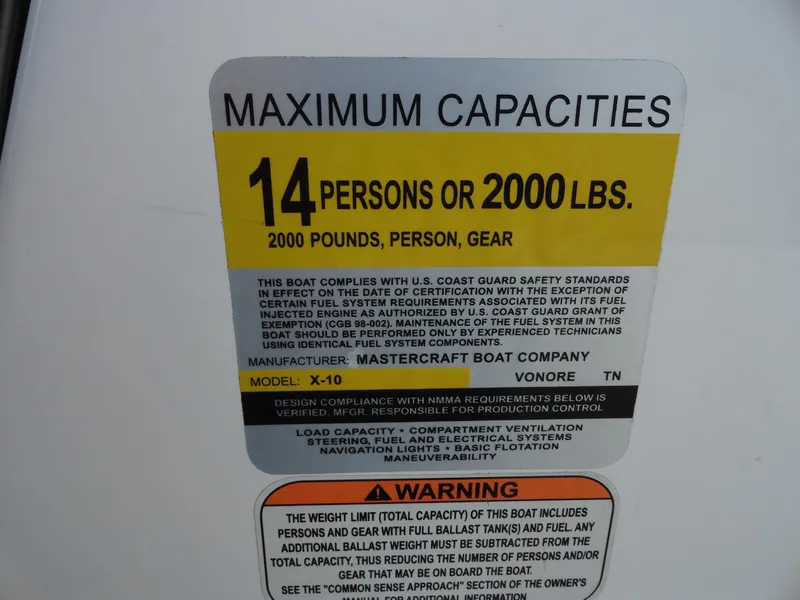 MAXIMUM CAPACITIES
14 PERSONS OR 2000 LBS.
2000 POUNDS, PERSON, GEAR
THIS BOAT COMPLIES WITH U.S. COAST GUARD SAFETY STANDARDS
IN EFFECT ON THE DATE OF CERTIFICATION WITH THE EXCEPTION OF
CERTAIN FUEL SYSTEM REQUIREMENTS ASSOCIATED WITH ITS FUEL
INJECTED ENGINE AS AUTHORIZED BY U.S. COAST GUARD GRANT OF
EXEMPTION (CGB 98-002). MAINTENANCE OF THE FUEL SYSTEM IN THIS
BOAT SHOULD BE PERFORMED ONLY BY EXPERIENCED TECHNICIANS
USING IDENTICAL FUEL SYSTEM COMPONENTS.
MANUFACTURER: MASTERCRAFT BOAT COMPANY
MODEL: X-10 VONORE TN
DESIGN COMPLIANCE WITH NMMA REQUIREMENTS BELOW IS
VERIFIED. MFGR. RESPONSIBLE FOR PRODUCTION CONTROL
LOAD CAPACITY • COMPARTMENT VENTILATION
STEERING, FUEL AND ELECTRICAL SYSTEMS
NAVIGATION LIGHTS • BASIC FLOTATION
MANEUVERABILITY
WARNING
THE WEIGHT LIMIT (TOTAL CAPACITY) OF THIS BOAT INCLUDES
PERSONS AND GEAR WITH FULL BALLAST TANK(S) AND FUEL. ANY
ADDITIONAL BALLAST WEIGHT MUST BE SUBTRACTED FROM THE
TOTAL CAPACITY, THUS REDUCING THE NUMBER OF PERSONS AND/OR
GEAR THAT MAY BE ON BOARD THE BOAT.
SEE THE "COMMON SENSE APPROACH" SECTION OF THE OWNER'S
MANUAL FOR ADDITIONAL INFORMATION